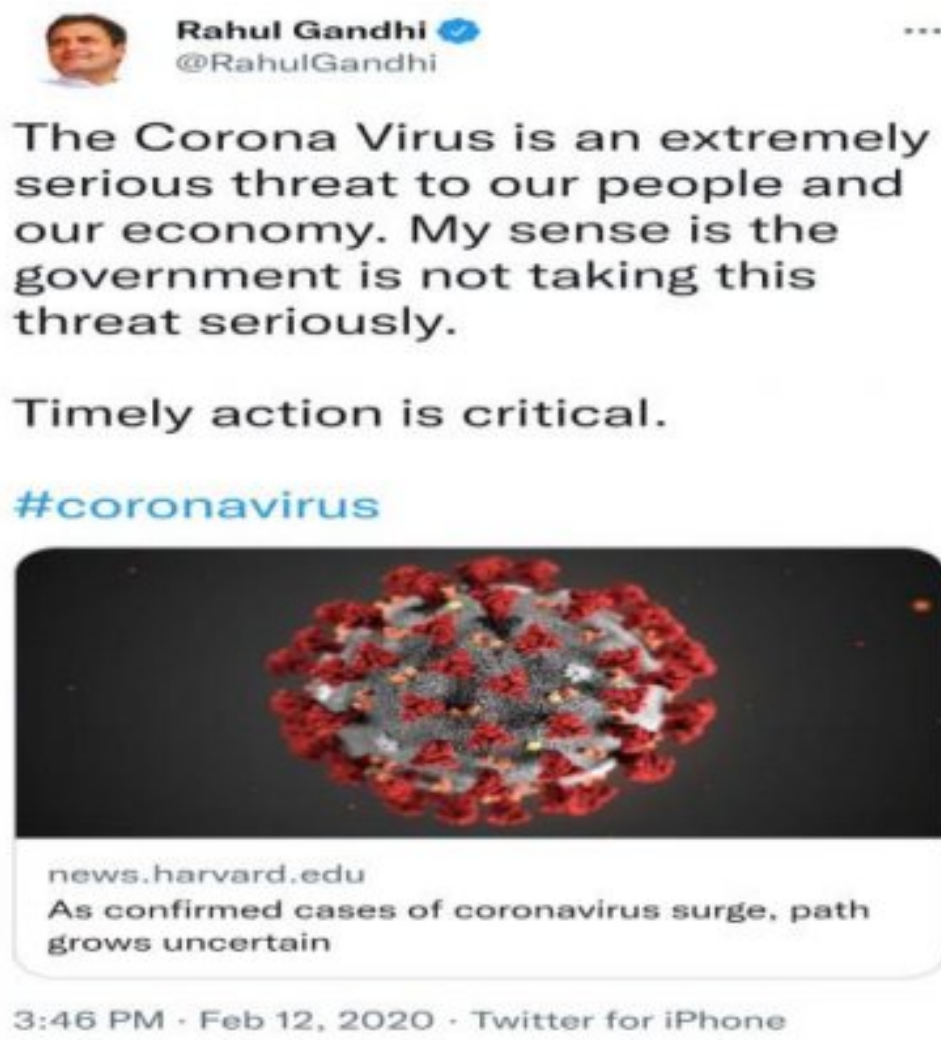 Rahul Gandhi
@RahulGandhi
The Corona Virus is an extremely
serious threat to our people and
our economy. My sense is the
government is not taking this
threat seriously.
Timely action is critical.
#coronavirus
news.harvard.edu
As confirmed cases of coronavirus surge, path
grows uncertain
3:46 PM · Feb 12, 2020 · Twitter for iPhone